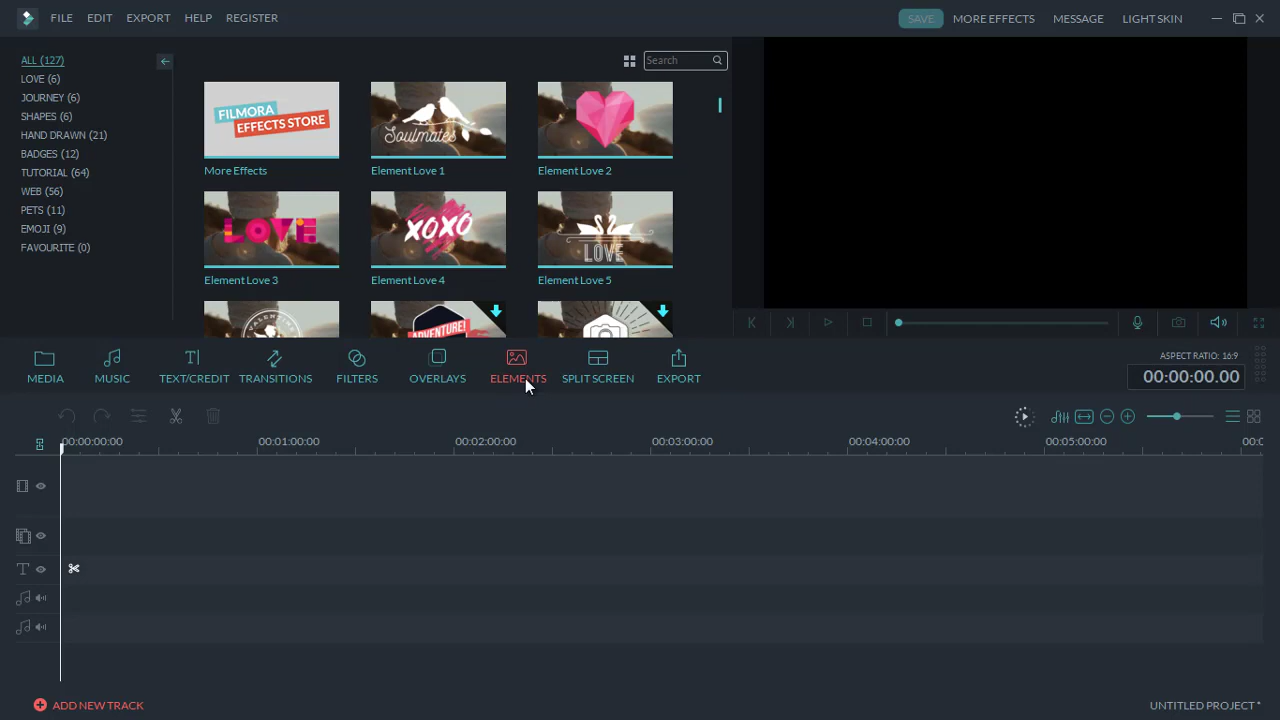 FILE EDIT EXPORT HELP REGISTER SAVE MORE EFFECTS MESSAGE LIGHT SKIN
ALL (127)
LOVE (6)
JOURNEY (6)
SHAPES (6)
HAND DRAWN (21)
BADGES (12)
TUTORIAL (64)
WEB (56)
PETS (11)
EMOJI (9)
FAVOURITE (0)
Search
FILMORA
EFFECTS STORE
Soulmates
More Effects Element Love 1 Element Love 2
LOVE
XOXO
LOVE
Element Love 3 Element Love 4 Element Love 5
VALENTINE
ADVENTURE!
MEDIA MUSIC TEXT/CREDIT TRANSITIONS FILTERS OVERLAYS ELEMENTS SPLIT SCREEN EXPORT
ASPECT RATIO: 16:9
00:00:00.00
00:00:00:00 00:01:00:00 00:02:00:00 00:03:00:00 00:04:00:00 00:05:00:00
ADD NEW TRACK
UNTITLED PROJECT *